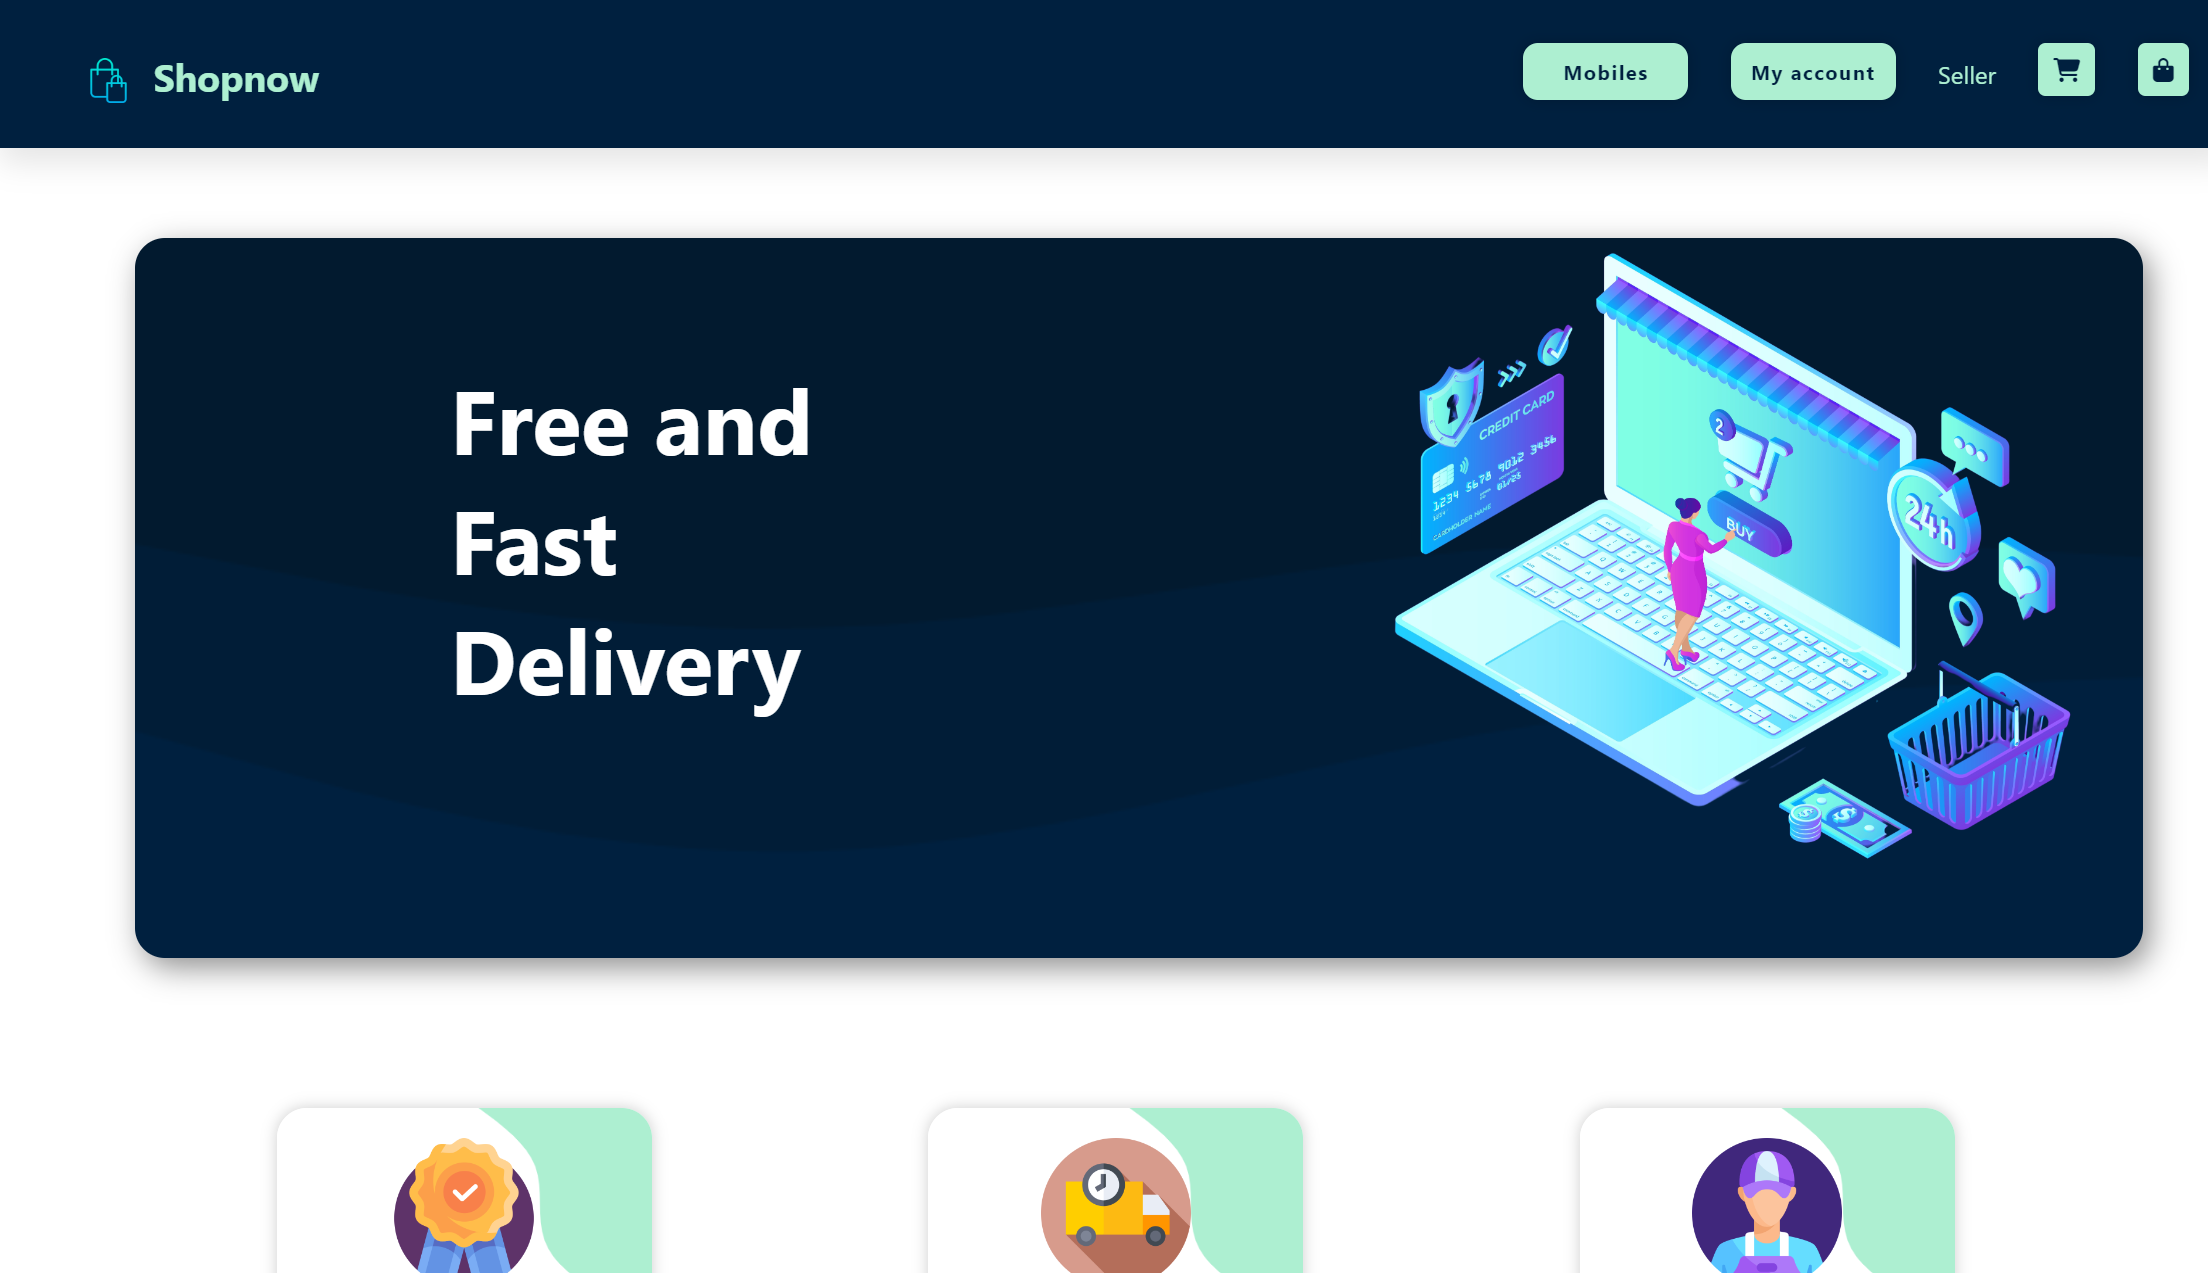 Shopnow
Mobiles
My account
Seller
Free and
Fast
Delivery
CREDIT CARD
1234 5678 9012 3456
01/25
CARDHOLDER NAME
2
BUY
24h